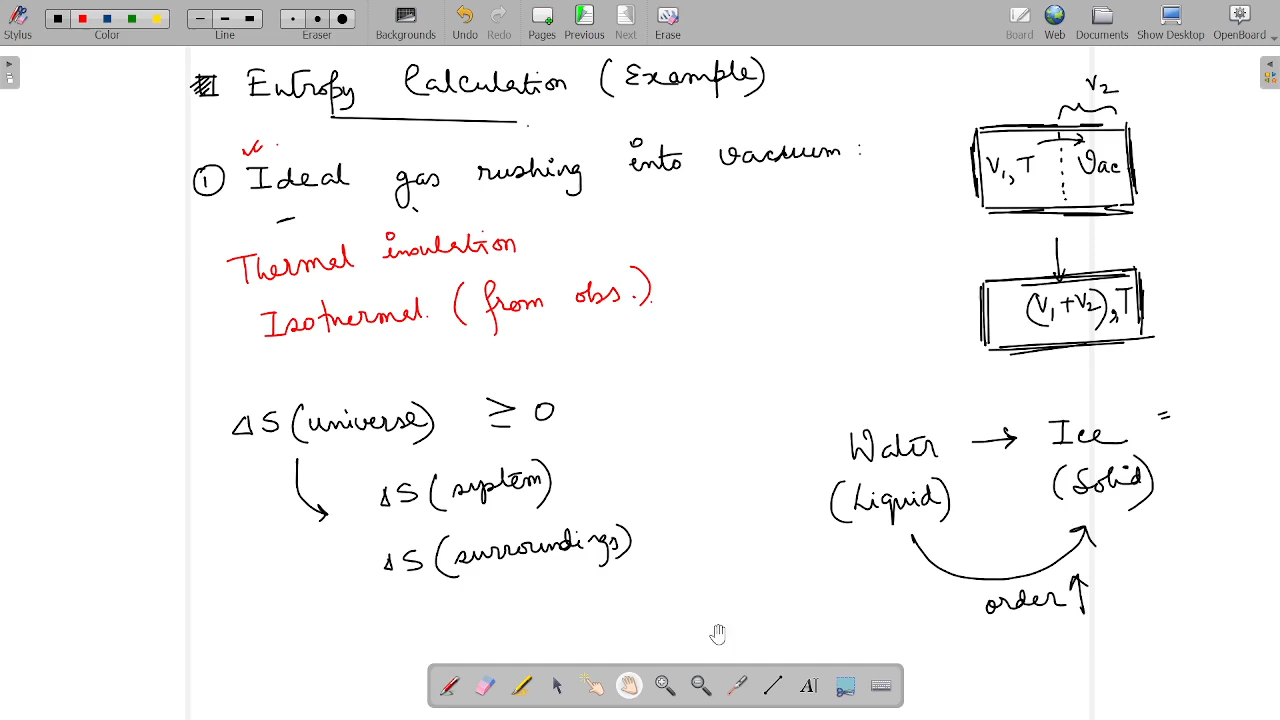 Stylus Color Line Eraser Backgrounds Undo Redo Pages Previous Next Erase Board Web Documents Show Desktop OpenBoard
Entropy Calculation (Example)
① Ideal gas rushing into vacuum:
Thermal insulation
Isothermal. (from obs.)
V2
V1, T Vac
(V1+V2), T
ΔS(universe) ≥ 0
ΔS(system)
ΔS(surroundings)
Water → Ice =
(Liquid) (Solid)
order ↑